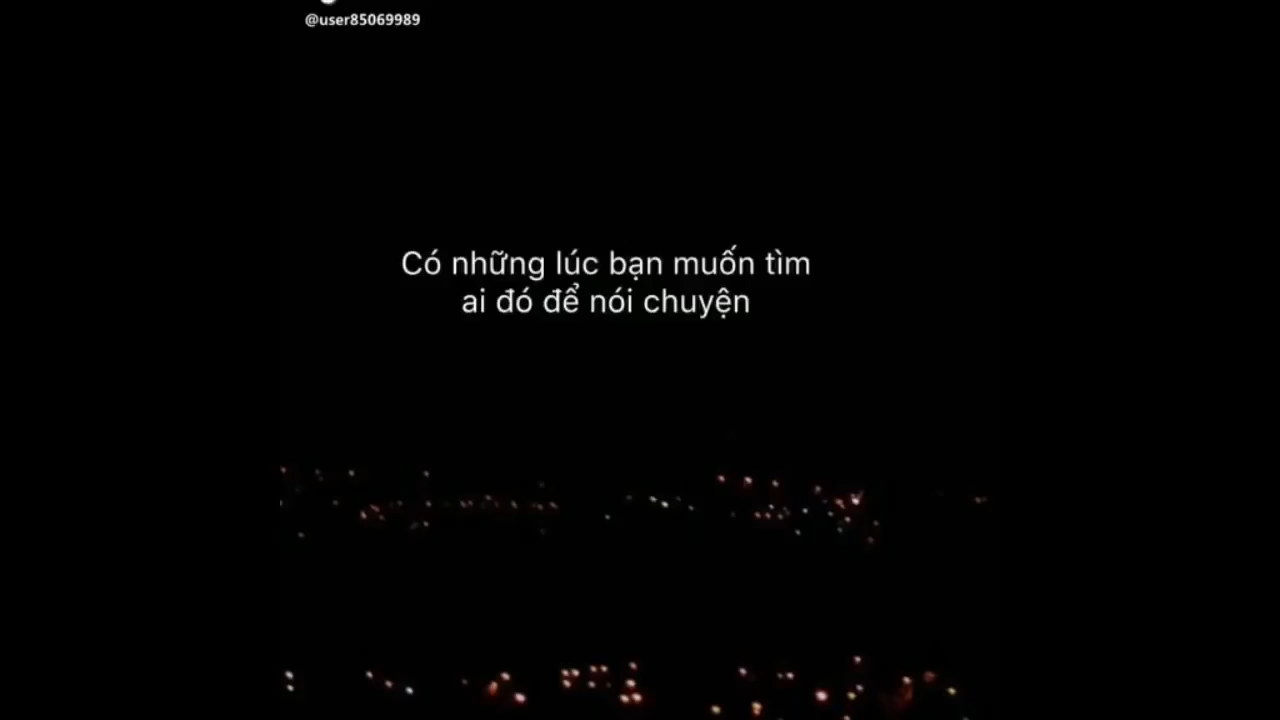 @user85069989
Có những lúc bạn muốn tìm
ai đó để nói chuyện